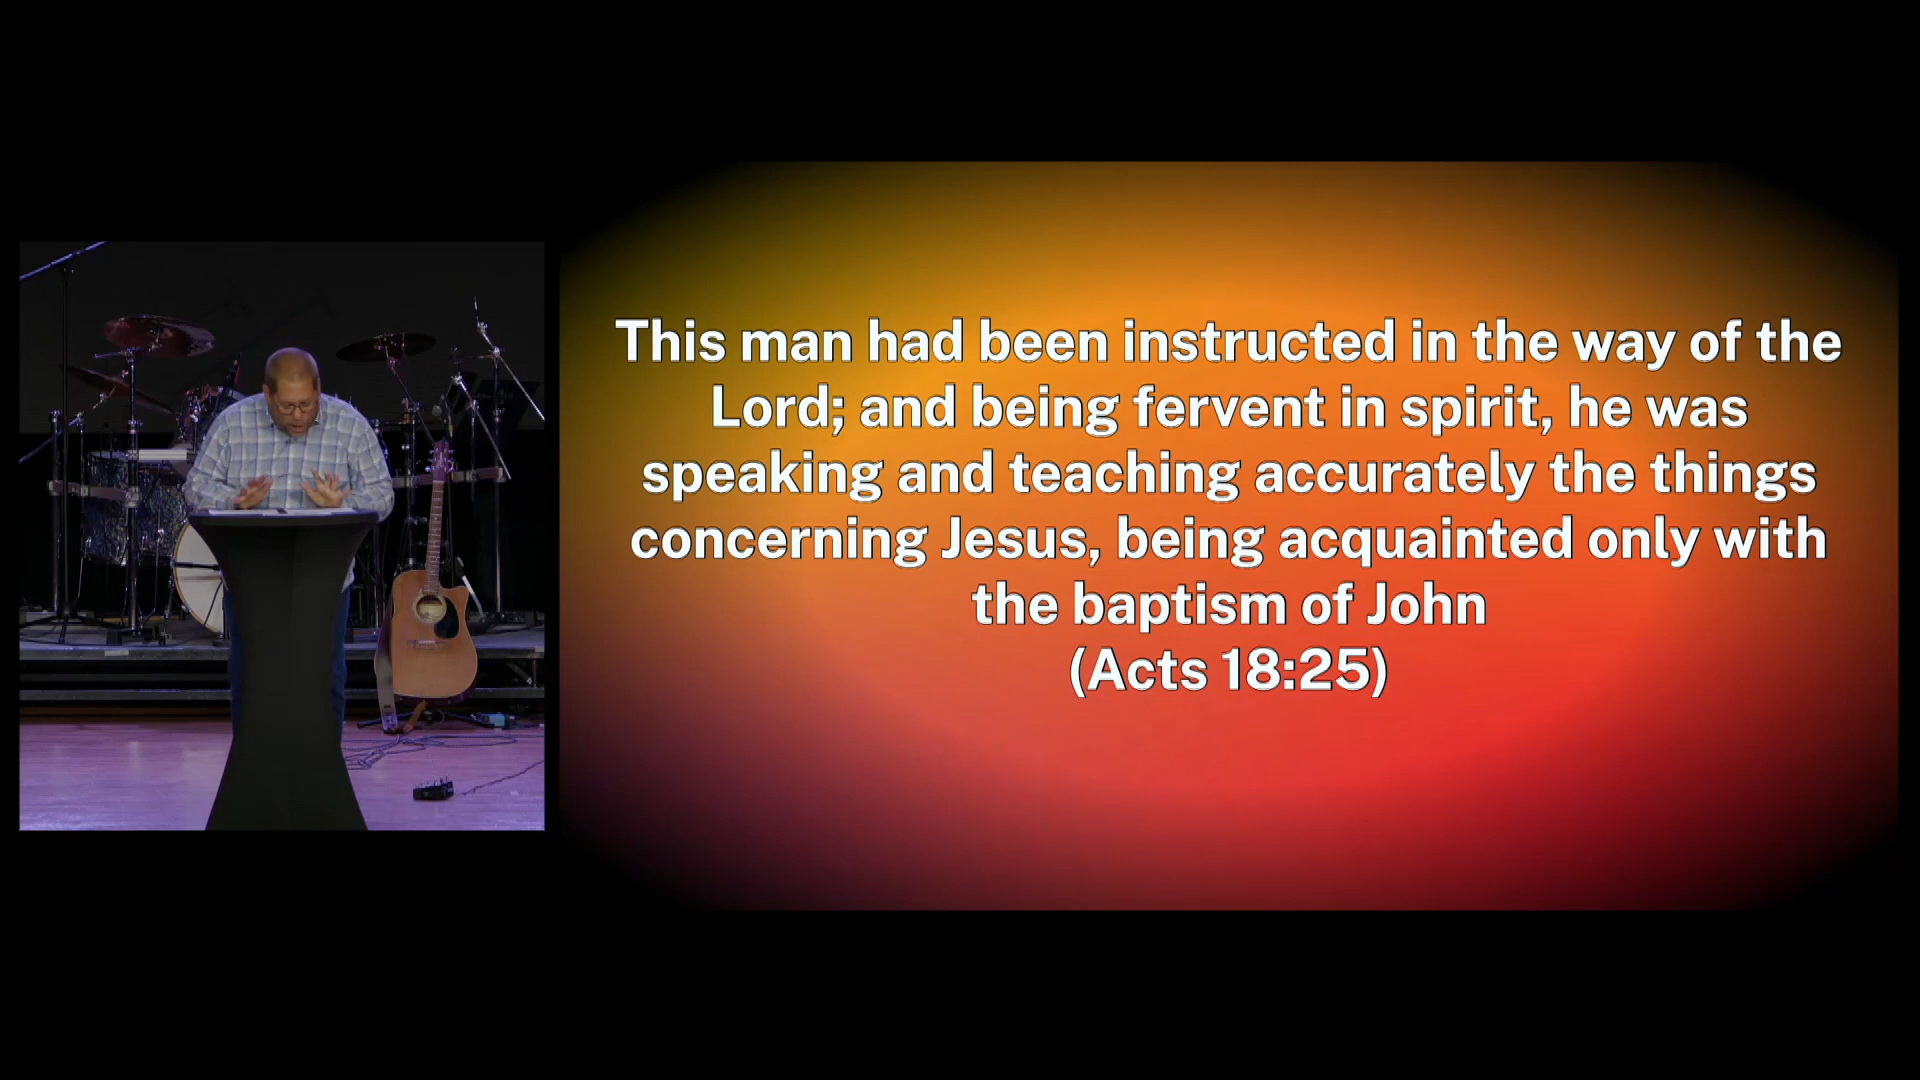 This man had been instructed in the way of the
Lord; and being fervent in spirit, he was
speaking and teaching accurately the things
concerning Jesus, being acquainted only with
the baptism of John
(Acts 18:25)